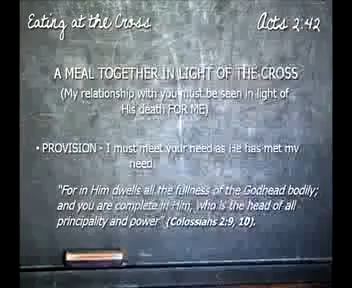 Eating at the Cross
Acts 2:42
A MEAL TOGETHER IN LIGHT OF THE CROSS
(My relationship with you must be seen in light of
His death FOR ME)
• PROVISION - I must meet your need as He has met my
need
"For in Him dwells all the fullness of the Godhead bodily;
and you are complete in Him, who is the head of all
principality and power" (Colossians 2:9, 10).